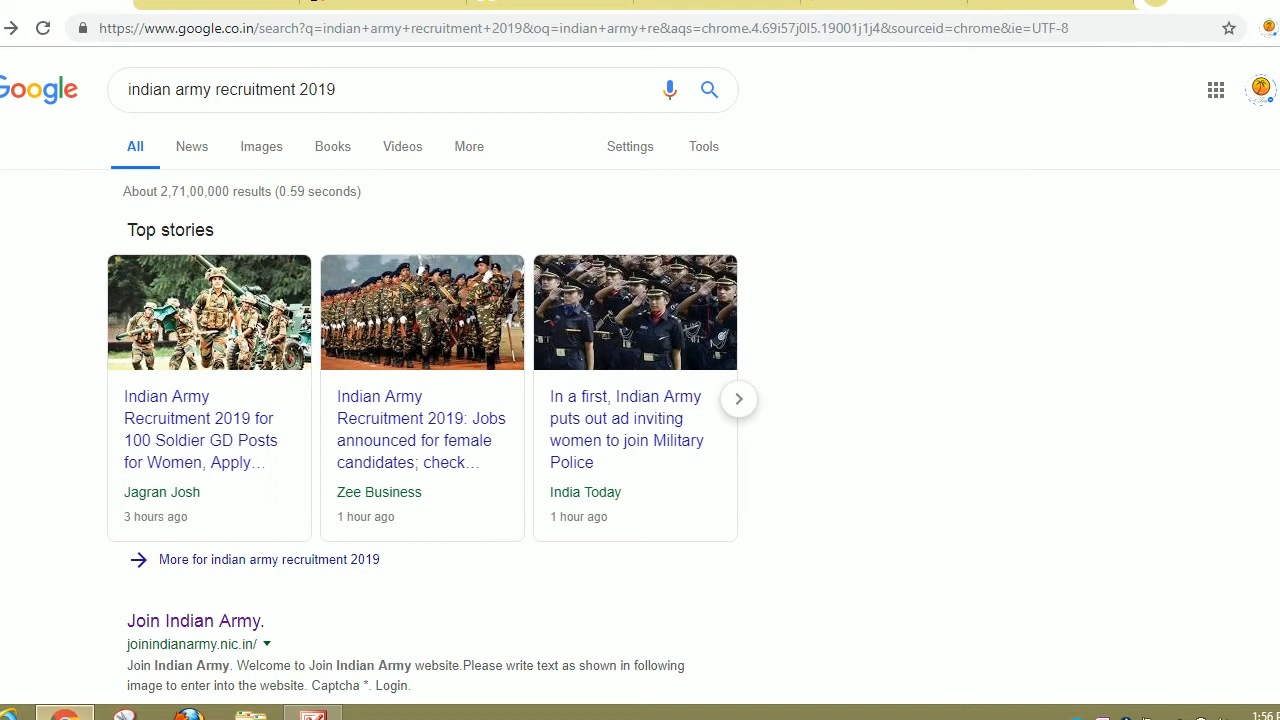 https://www.google.co.in/search?q=indian+army+recruitment+2019&oq=indian+army+re&aqs=chrome.4.69i57j0l5.19001j1j4&sourceid=chrome&ie=UTF-8
Google
indian army recruitment 2019
All News Images Books Videos More Settings Tools
About 2,71,00,000 results (0.59 seconds)
Top stories
Indian Army
Recruitment 2019 for
100 Soldier GD Posts
for Women, Apply...
Jagran Josh
3 hours ago
Indian Army
Recruitment 2019: Jobs
announced for female
candidates; check...
Zee Business
1 hour ago
In a first, Indian Army
puts out ad inviting
women to join Military
Police
India Today
1 hour ago
More for indian army recruitment 2019
Join Indian Army.
joinindianarmy.nic.in/
Join Indian Army. Welcome to Join Indian Army website.Please write text as shown in following
image to enter into the website. Captcha *. Login.
1:56